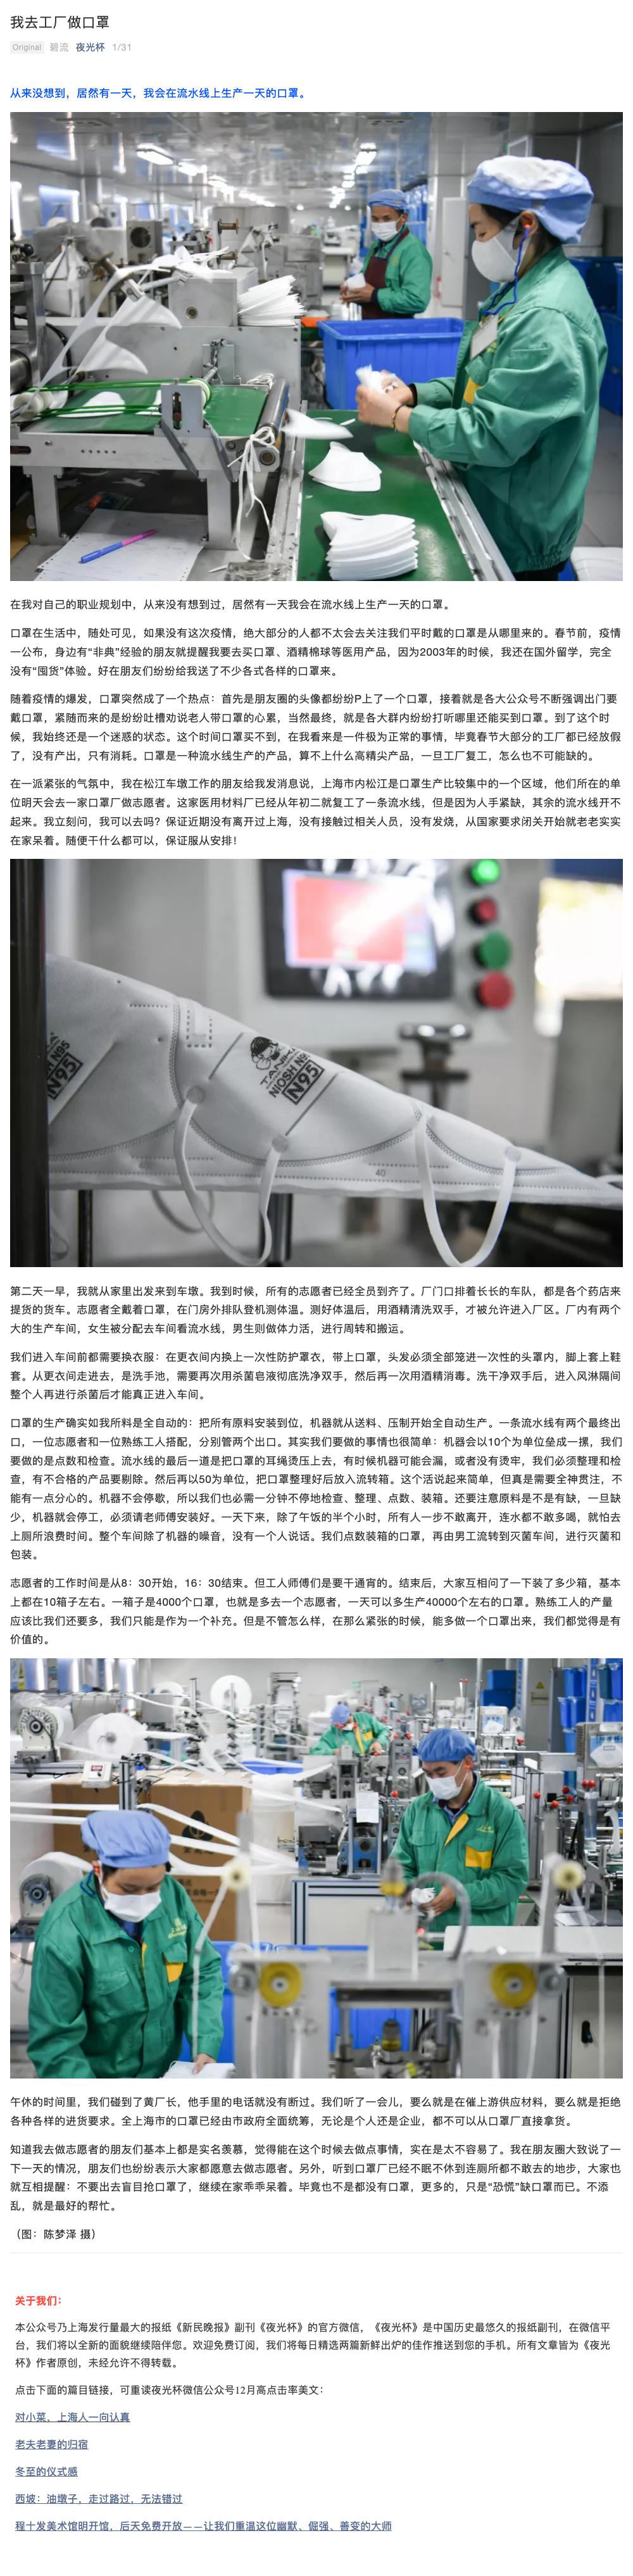 我去工厂做口罩
Original 碧流 夜光杯 1/31
从来没想到，居然有一天，我会在流水线上生产一天的口罩。
在我对自己的职业规划中，从来没有想到过，居然有一天我会在流水线上生产一天的口罩。
口罩在生活中，随处可见，如果没有这次疫情，绝大部分的人都不太会去关注我们平时戴的口罩是从哪里来的。春节前，疫情
一公布，身边有“非典”经验的朋友就提醒我要去买口罩、酒精棉球等医用产品，因为2003年的时候，我还在国外留学，完全
没有“囤货”体验。好在朋友们纷纷给我送了不少各式各样的口罩来。
随着疫情的爆发，口罩突然成了一个热点：首先是朋友圈的头像都纷纷P上了一个口罩，接着就是各大公众号不断强调出门要
戴口罩，紧随而来的是纷纷吐槽劝说老人带口罩的心累，当然最终，就是各大群内纷纷打听哪里还能买到口罩。到了这个时
候，我始终还是一个迷惑的状态。这个时间口罩买不到，在我看来是一件极为正常的事情，毕竟春节大部分的工厂都已经放假
了，没有产出，只有消耗。口罩是一种流水线生产的产品，算不上什么高精尖产品，一旦工厂复工，怎么也不可能缺的。
在一派紧张的气氛中，我在松江车墩工作的朋友给我发消息说，上海市内松江是口罩生产比较集中的一个区域，他们所在的单
位明天会去一家口罩厂做志愿者。这家医用材料厂已经从年初二就复工了一条流水线，但是因为人手紧缺，其余的流水线开不
起来。我立刻问，我可以去吗？保证近期没有离开过上海，没有接触过相关人员，没有发烧，从国家要求闭关开始就老老实实
在家呆着。随便干什么都可以，保证服从安排！
NIOSH N95
N95
TANK
NIOSH N95
N95
40
第二天一早，我就从家里出发来到车墩。我到时候，所有的志愿者已经全员到齐了。厂门口排着长长的车队，都是各个药店来
提货的货车。志愿者全戴着口罩，在门房外排队登机测体温。测好体温后，用酒精清洗双手，才被允许进入厂区。厂内有两个
大的生产车间，女生被分配去车间看流水线，男生则做体力活，进行周转和搬运。
我们进入车间前都需要换衣服：在更衣间内换上一次性防护罩衣，带上口罩，头发必须全部笼进一次性的头罩内，脚上套上鞋
套。从更衣间走进去，是洗手池，需要再次用杀菌皂液彻底洗净双手，然后再一次用酒精消毒。洗干净双手后，进入风淋隔间
整个人再进行杀菌后才能真正进入车间。
口罩的生产确实如我所料是全自动的：把所有原料安装到位，机器就从送料、压制开始全自动生产。一条流水线有两个最终出
口，一位志愿者和一位熟练工人搭配，分别管两个出口。其实我们要做的事情也很简单：机器会以10个为单位垒成一摞，我们
要做的是点数和检查。流水线的最后一道是把口罩的耳绳烫压上去，有时候机器可能会漏，或者没有烫牢，我们必须整理和检
查，有不合格的产品要剔除。然后再以50为单位，把口罩整理好后放入流转箱。这个活说起来简单，但真是需要全神贯注，不
能有一点分心的。机器不会停歇，所以我们也必需一分钟不停地检查、整理、点数、装箱。还要注意原料是不是有缺，一旦缺
少，机器就会停工，必须请老师傅安装好。一天下来，除了午饭的半个小时，所有人一步不敢离开，连水都不敢多喝，就怕去
上厕所浪费时间。整个车间除了机器的噪音，没有一个人说话。我们点数装箱的口罩，再由男工流转到灭菌车间，进行灭菌和
包装。
志愿者的工作时间是从8：30开始，16：30结束。但工人师傅们是要干通宵的。结束后，大家互相问了一下装了多少箱，基本
上都在10箱子左右。一箱子是4000个口罩，也就是多去一个志愿者，一天可以多生产40000个左右的口罩。熟练工人的产量
应该比我们还要多，我们只能是作为一个补充。但是不管怎么样，在那么紧张的时候，能多做一个口罩出来，我们都觉得是有
价值的。
午休的时间里，我们碰到了黄厂长，他手里的电话就没有断过。我们听了一会儿，要么就是在催上游供应材料，要么就是拒绝
各种各样的进货要求。全上海市的口罩已经由市政府全面统筹，无论是个人还是企业，都不可以从口罩厂直接拿货。
知道我去做志愿者的朋友们基本上都是实名羡慕，觉得能在这个时候去做点事情，实在是太不容易了。我在朋友圈大致说了一
下一天的情况，朋友们也纷纷表示大家都愿意去做志愿者。另外，听到口罩厂已经不眠不休到连厕所都不敢去的地步，大家也
就互相提醒：不要出去盲目抢口罩了，继续在家乖乖呆着。毕竟也不是都没有口罩，更多的，只是“恐慌”缺口罩而已。不添
乱，就是最好的帮忙。
（图：陈梦泽 摄）
关于我们：
本公众号乃上海发行量最大的报纸《新民晚报》副刊《夜光杯》的官方微信，《夜光杯》是中国历史最悠久的报纸副刊，在微信平
台，我们将以全新的面貌继续陪伴您。欢迎免费订阅，我们将每日精选两篇新鲜出炉的佳作推送到您的手机。所有文章皆为《夜光
杯》作者原创，未经允许不得转载。
点击下面的篇目链接，可重读夜光杯微信公众号12月高点击率美文：
对小菜，上海人一向认真
老夫老妻的归宿
冬至的仪式感
西坡：油墩子，走过路过，无法错过
程十发美术馆明开馆，后天免费开放——让我们重温这位幽默、倔强、善变的大师